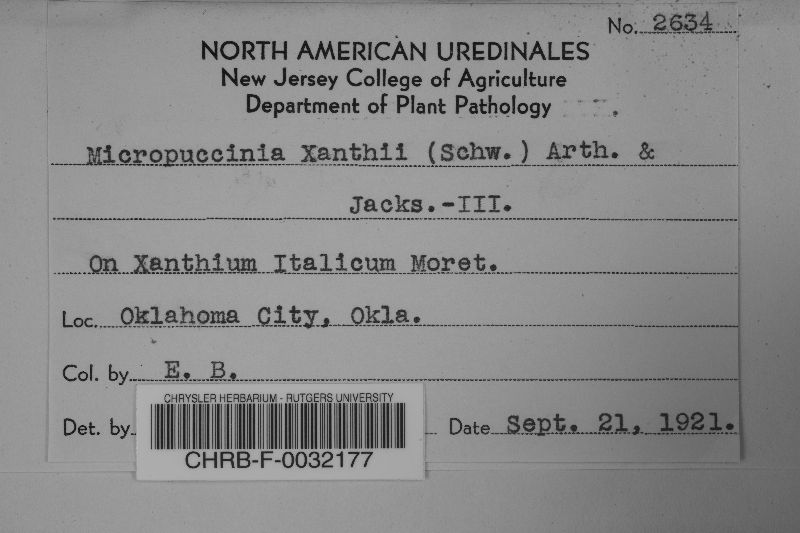 No. 2634
NORTH AMERICAN UREDINALES
New Jersey College of Agriculture
Department of Plant Pathology
Micropuccinia Xanthii (Schw.) Arth. &
Jacks.-III.
On Xanthium Italicum Moret.
Loc. Oklahoma City, Okla.
Col. by E. B.
Det. by
Date Sept. 21, 1921.
CHRYSLER HERBARIUM - RUTGERS UNIVERSITY
CHRB-F-0032177